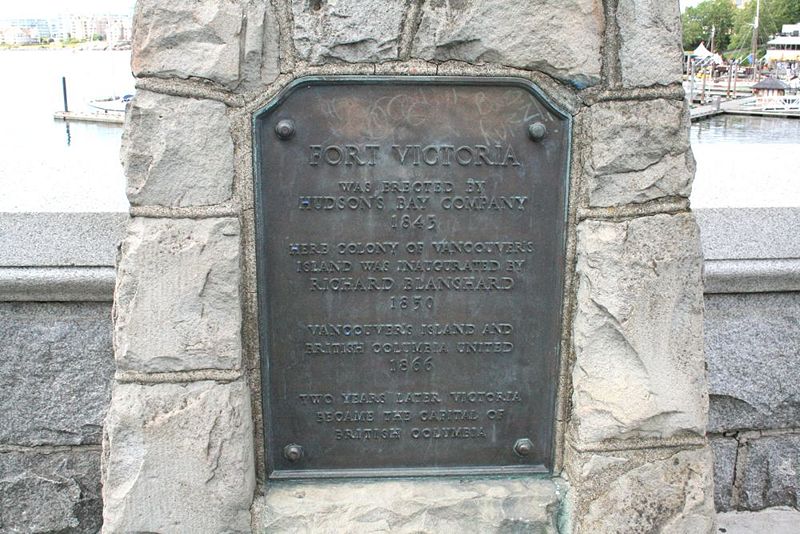 FORT VICTORIA
WAS ERECTED BY
HUDSON'S BAY COMPANY
1843
HERE COLONY OF VANCOUVER'S
ISLAND WAS INAUGURATED BY
RICHARD BLANSHARD
1850
VANCOUVER'S ISLAND AND
BRITISH COLUMBIA UNITED
1866
TWO YEARS LATER VICTORIA
BECAME THE CAPITAL OF
BRITISH COLUMBIA